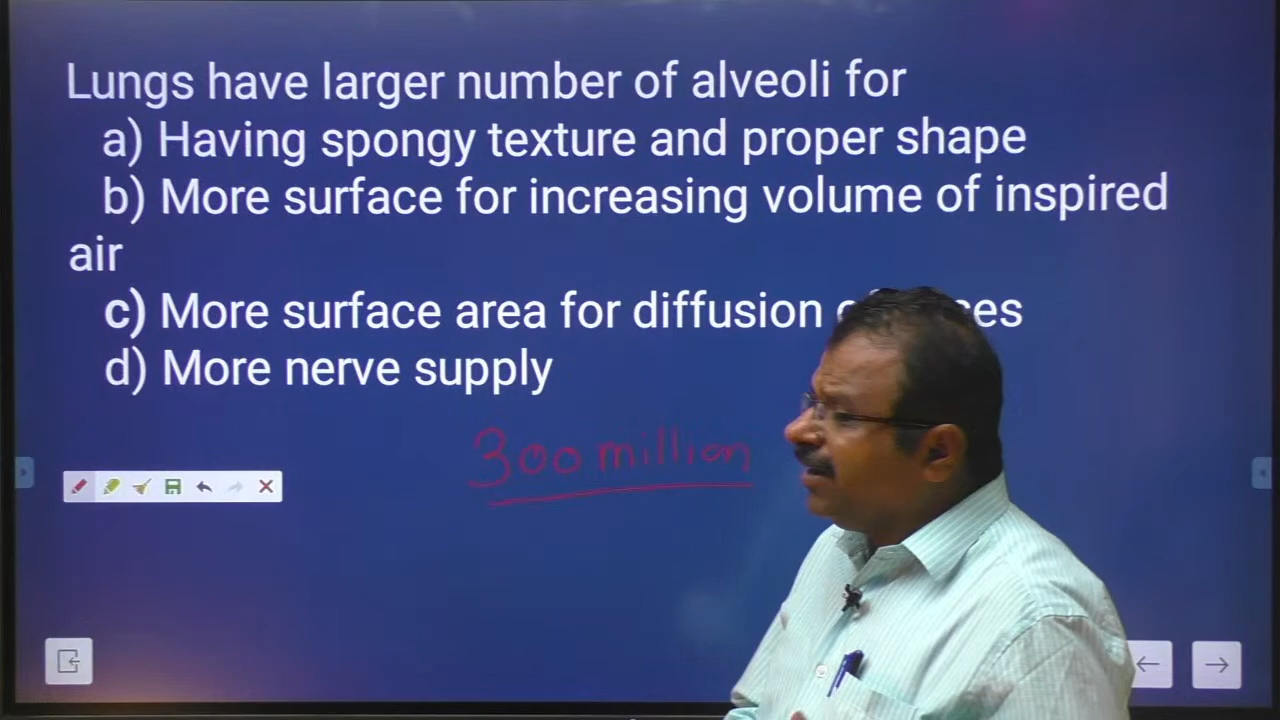 Lungs have larger number of alveoli for
a) Having spongy texture and proper shape
b) More surface for increasing volume of inspired
air
c) More surface area for diffusion
d) More nerve supply
300 million